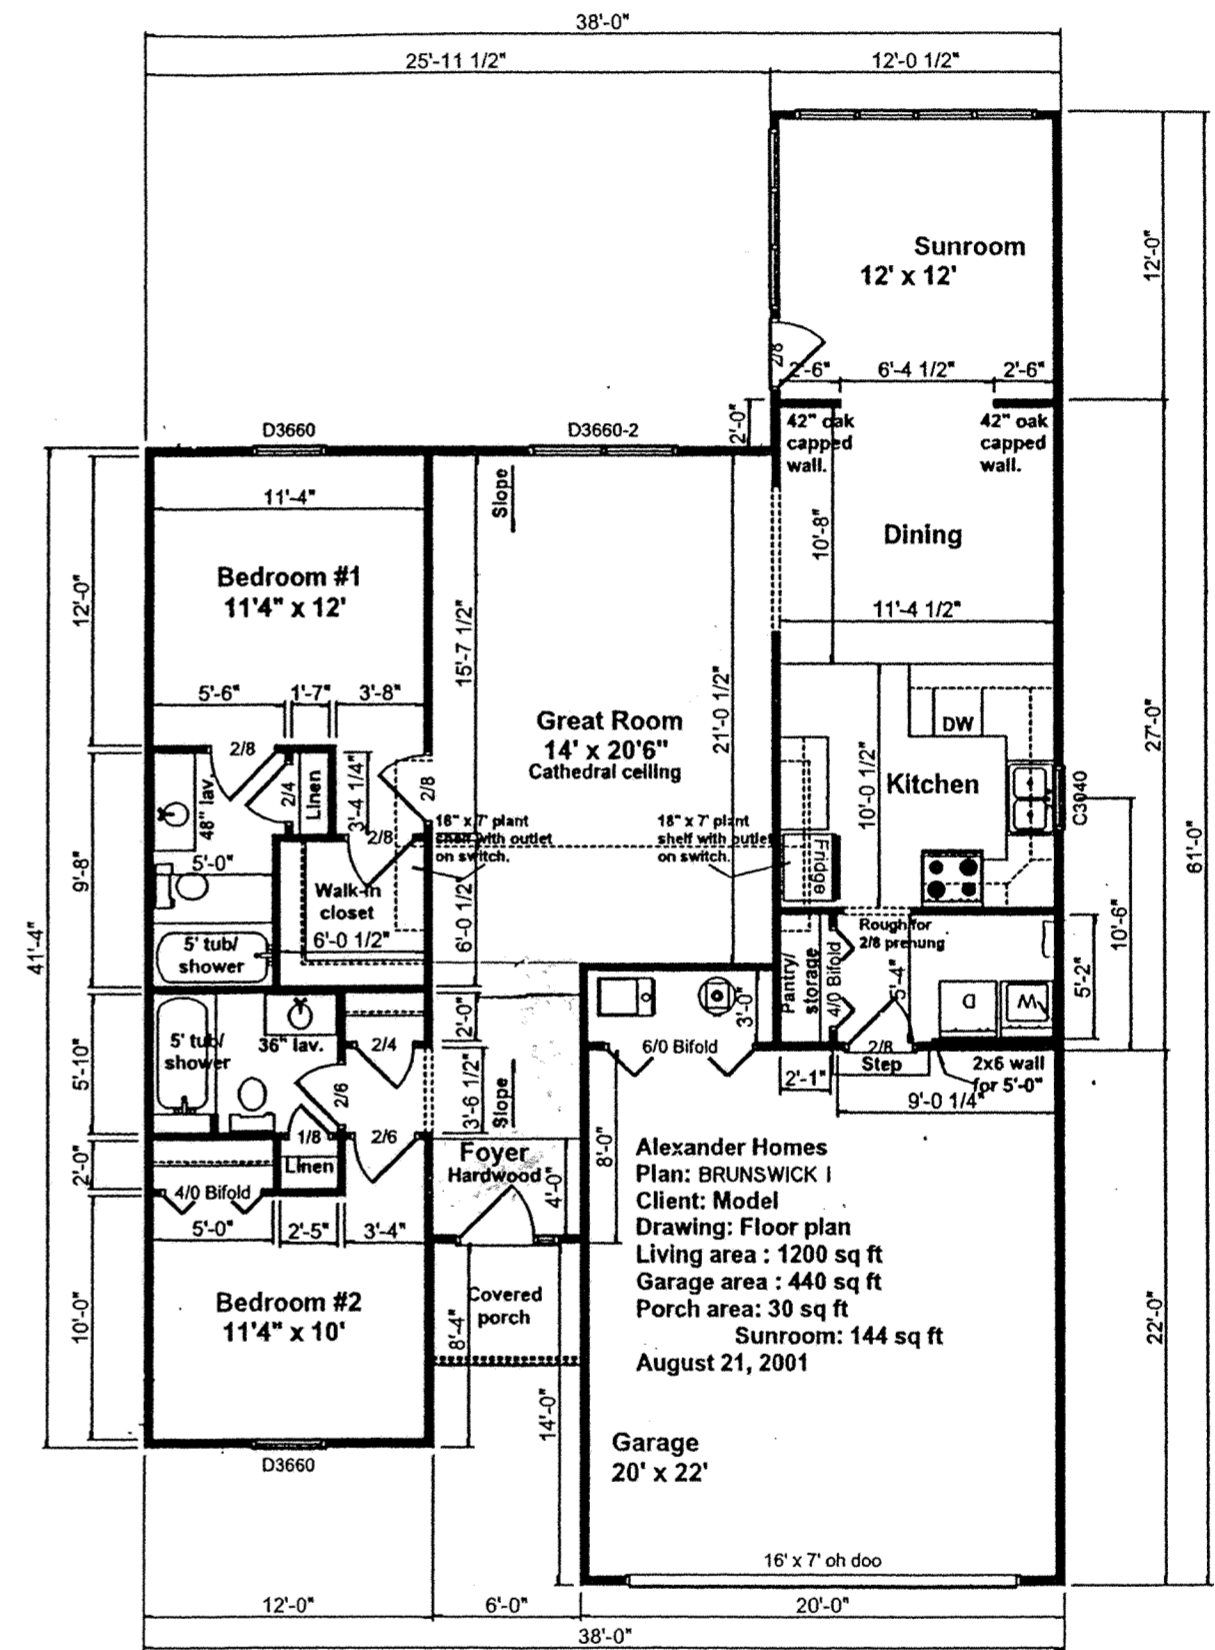 38'-0"
25'-11 1/2"
12'-0 1/2"
Sunroom
12' x 12'
12'-0"
2/8
2'-6"
6'-4 1/2"
2'-6"
D3660
D3660-2
2'-0"
42" oak
capped
wall.
42" oak
capped
wall.
11'-4"
Slope
10'-8"
Dining
Bedroom #1
11'4" x 12'
12'-0"
15'-7 1/2"
11'-4 1/2"
5'-6"
1'-7"
3'-8"
21'-0 1/2"
Great Room
14' x 20'6"
Cathedral ceiling
DW
27'-0"
2/8
48" lav.
2/4
Linen
3'-4 1/4"
2/8
2/8
10'-0 1/2"
Kitchen
C3040
61'-0"
18" x 7' plant
shelf with outlet
on switch.
18" x 7' plant
shelf with outlet
on switch.
Fridge
9'-8"
5'-0"
Walk-in
closet
6'-0 1/2"
6'-0 1/2"
41'-4"
5' tub/
shower
Pantry/
storage
4/0 Bifold
Rough for
2/8 prehung
5'-4"
10'-6"
5'-2"
D
W
5'-10"
5' tub/
shower
36" lav.
2/4
2'-0"
3'-0"
6/0 Bifold
2/8
Step
2x6 wall
for 5'-0"
2'-1"
9'-0 1/4"
2/6
3'-6 1/2"
Slope
1/8
2/6
Linen
2'-0"
4/0 Bifold
Foyer
Hardwood
4'-0"
8'-0"
5'-0"
2'-5"
3'-4"
Alexander Homes
Plan: BRUNSWICK I
Client: Model
Drawing: Floor plan
Living area : 1200 sq ft
Garage area : 440 sq ft
Porch area: 30 sq ft
Sunroom: 144 sq ft
August 21, 2001
Bedroom #2
11'4" x 10'
10'-0"
Covered
porch
8'-4"
22'-0"
14'-0"
Garage
20' x 22'
D3660
16' x 7' oh doo
12'-0"
6'-0"
20'-0"
38'-0"